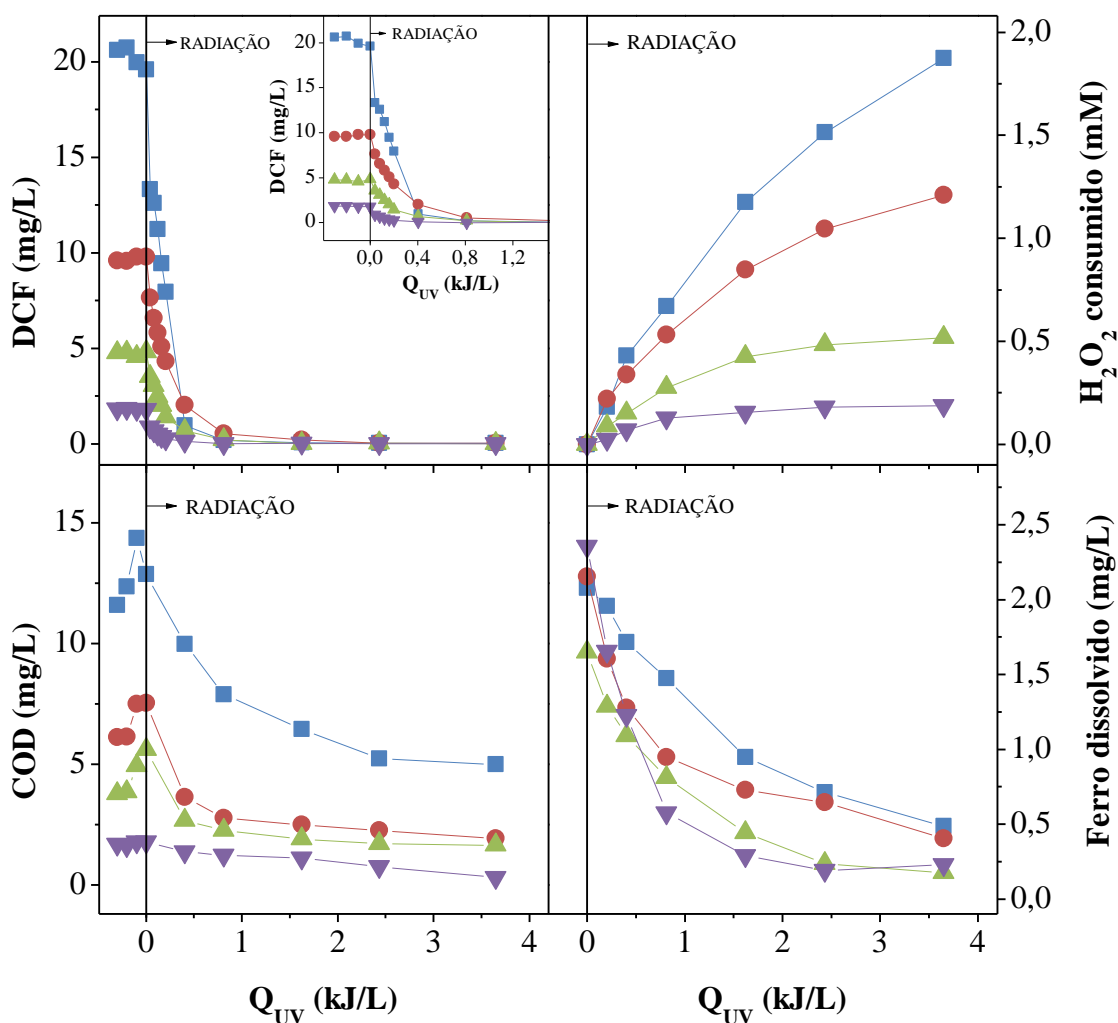 RADIAÇÃO
20
15
10
5
0
DCF (mg/L)
RADIAÇÃO
20
15
10
5
0
DCF (mg/L)
0,0 0,4 0,8 1,2
Q_UV (kJ/L)
RADIAÇÃO
2,0
1,5
1,0
0,5
0,0
H₂O₂ consumido (mM)
RADIAÇÃO
15
10
5
0
COD (mg/L)
0 1 2 3 4
Q_UV (kJ/L)
RADIAÇÃO
2,5
2,0
1,5
1,0
0,5
0,0
Ferro dissolvido (mg/L)
0 1 2 3 4
Q_UV (kJ/L)